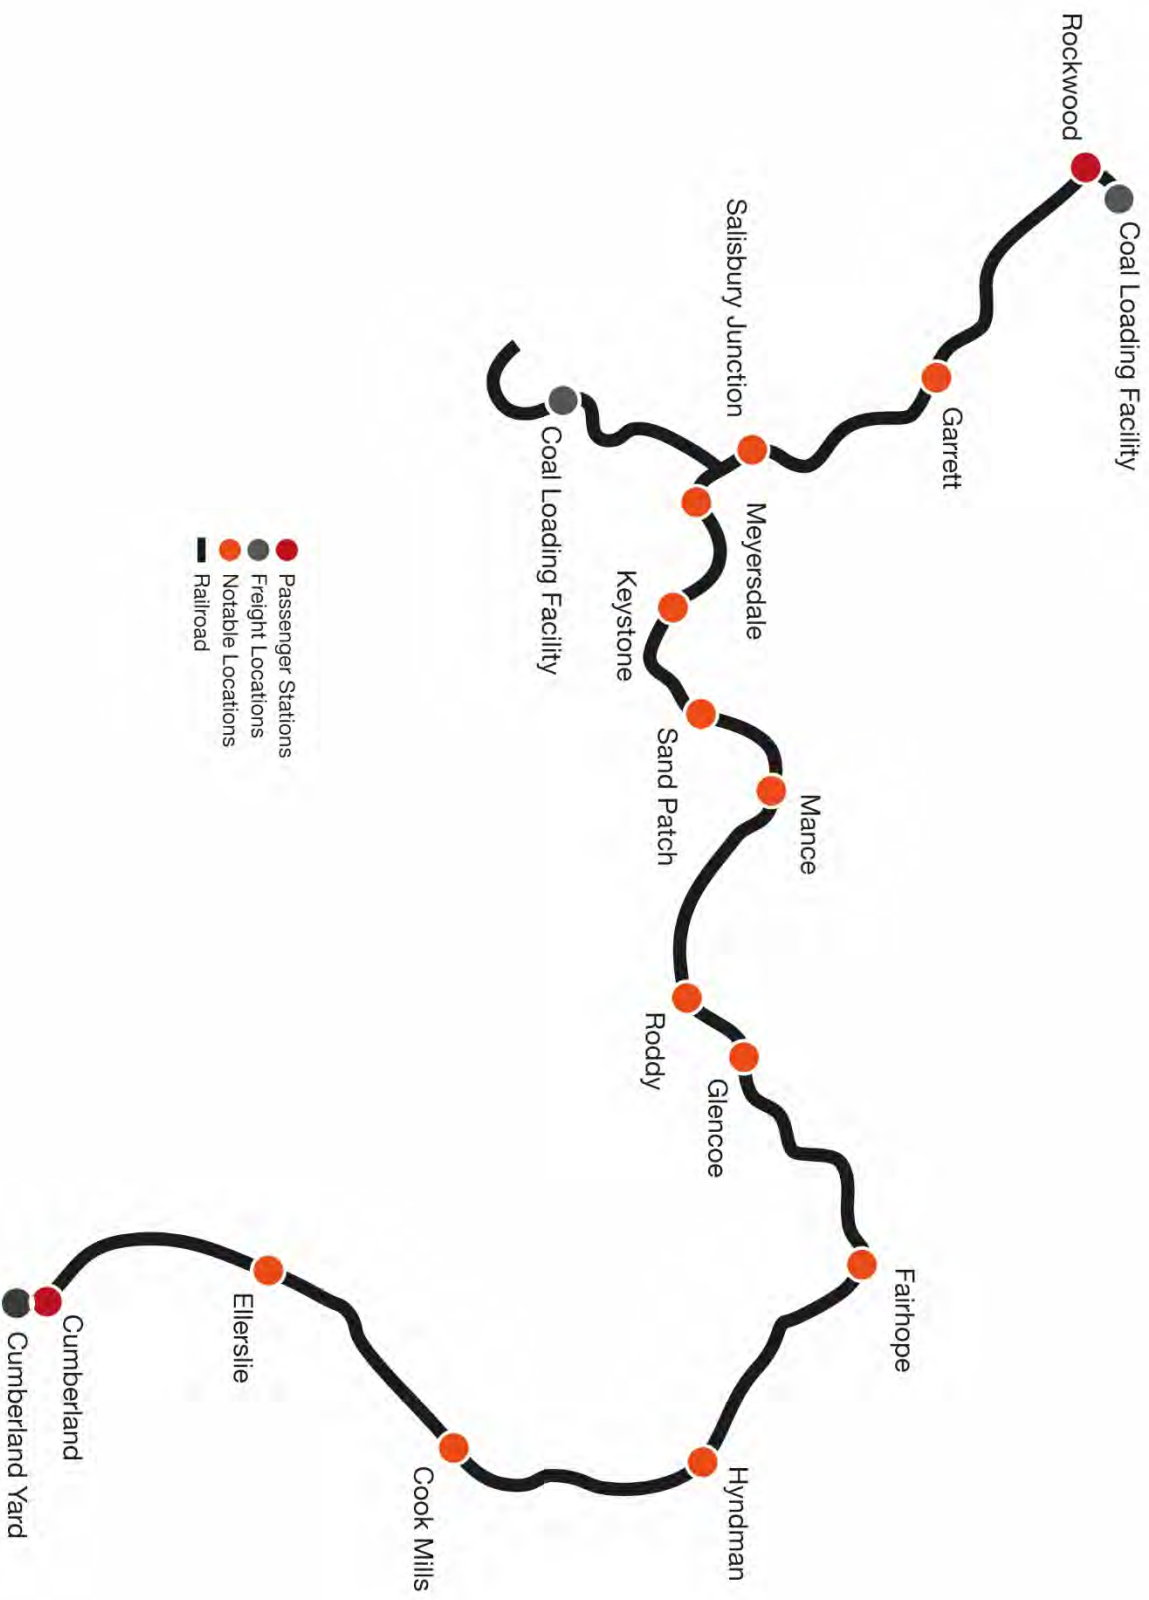 Rockwood
Coal Loading Facility
Garrett
Salisbury Junction
Meyersdale
Coal Loading Facility
Keystone
Sand Patch
Mance
Roddy
Glencoe
Fairhope
Hyndman
Cook Mills
Ellerslie
Cumberland
Cumberland Yard
Passenger Stations
Freight Locations
Notable Locations
Railroad